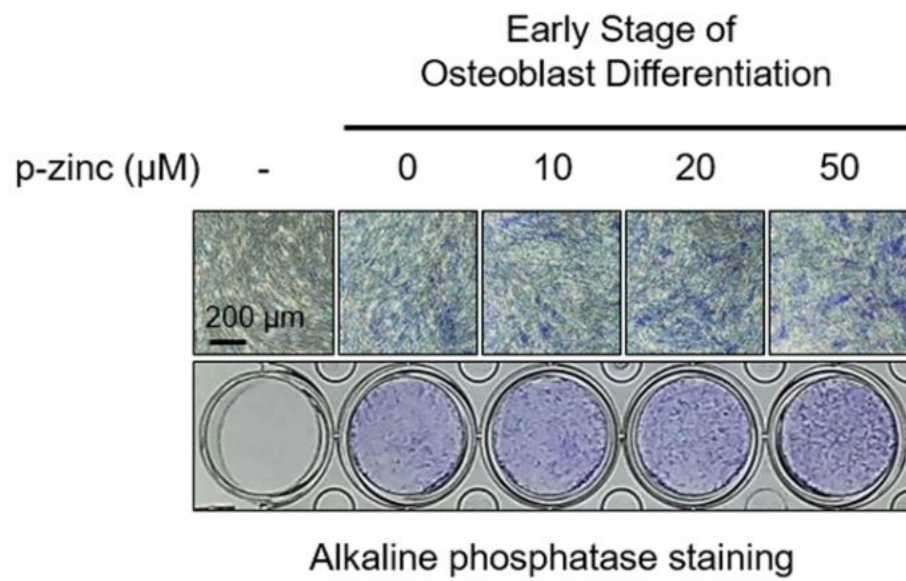 Early Stage of
Osteoblast Differentiation
p-zinc (µM) - 0 10 20 50
200 µm
Alkaline phosphatase staining